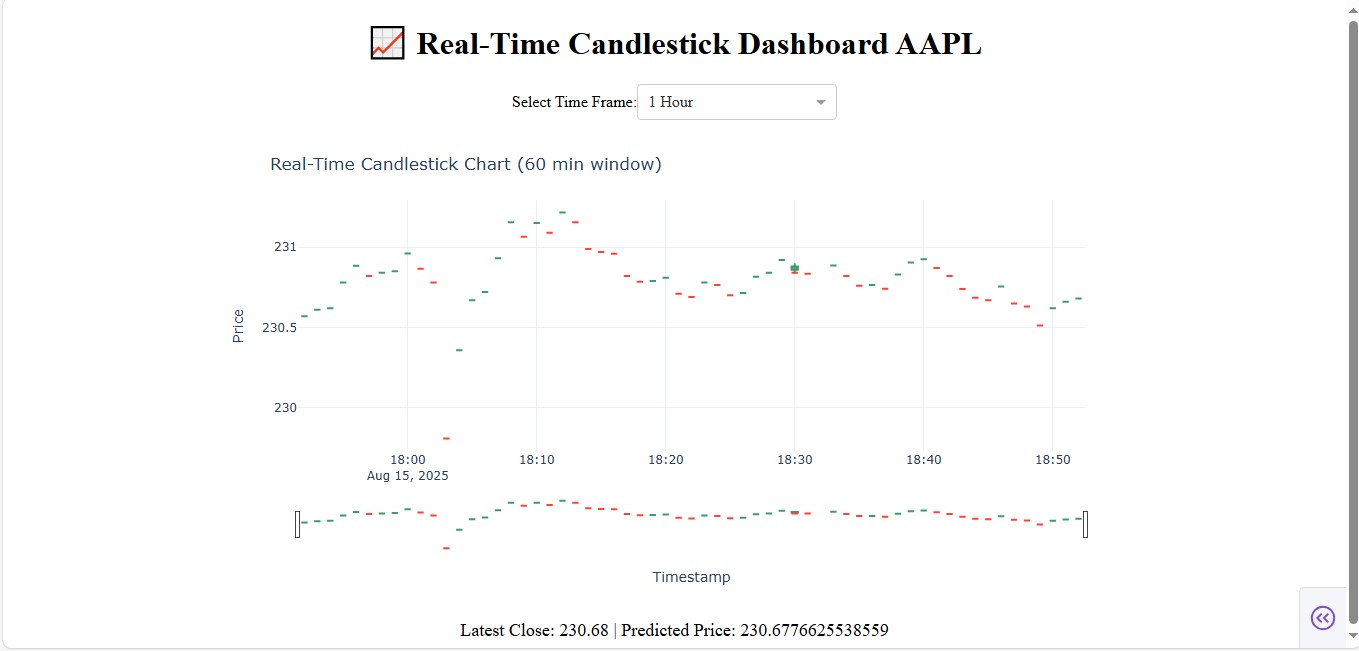 📈 Real-Time Candlestick Dashboard AAPL
Select Time Frame: 1 Hour
Real-Time Candlestick Chart (60 min window)
Price
231
230.5
230
18:00 18:10 18:20 18:30 18:40 18:50
Aug 15, 2025
Timestamp
Latest Close: 230.68 | Predicted Price: 230.6776625538559